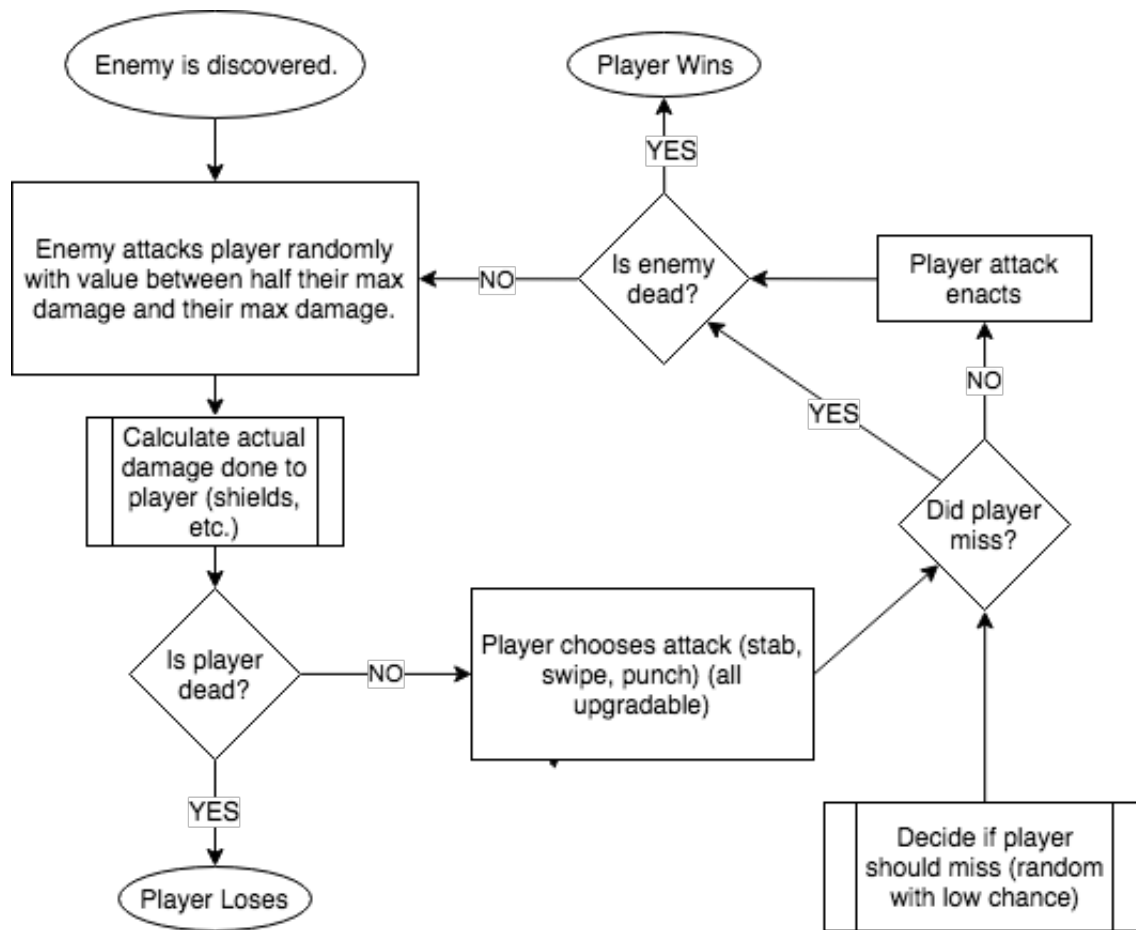 Enemy is discovered.
Player Wins
YES
Enemy attacks player randomly
with value between half their max
damage and their max damage.
NO
Is enemy
dead?
Player attack
enacts
NO
YES
Calculate actual
damage done to
player (shields,
etc.)
Did player
miss?
Is player
dead?
NO
Player chooses attack (stab,
swipe, punch) (all
upgradable)
YES
Player Loses
Decide if player
should miss (random
with low chance)